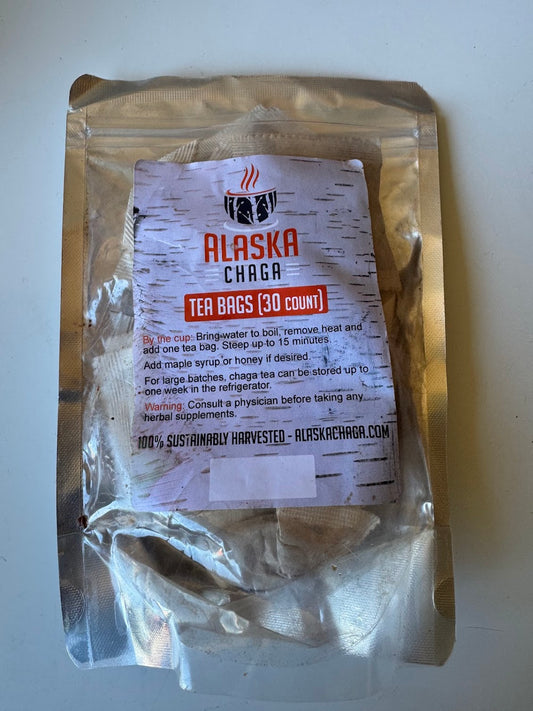 ALASKA
CHAGA
TEA BAGS (30 COUNT)
By the cup: Bring water to boil, remove heat and
add one tea bag. Steep up to 15 minutes.
Add maple syrup or honey if desired.
For large batches, chaga tea can be stored up to
one week in the refrigerator.
Warning: Consult a physician before taking any
herbal supplements.
100% SUSTAINABLY HARVESTED - ALASKACHAGA.COM